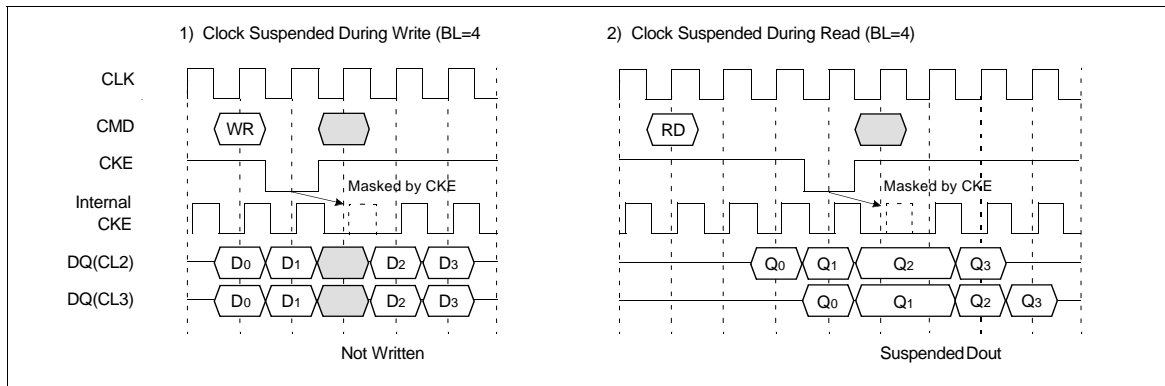 1) Clock Suspended During Write (BL=4
2) Clock Suspended During Read (BL=4)
CLK
CMD
WR
RD
CKE
Masked by CKE
Masked by CKE
Internal
CKE
DQ(CL2)
D0 D1 D2 D3
Q0 Q1 Q2 Q3
DQ(CL3)
D0 D1 D2 D3
Q0 Q1 Q2 Q3
Not Written
Suspended Dout